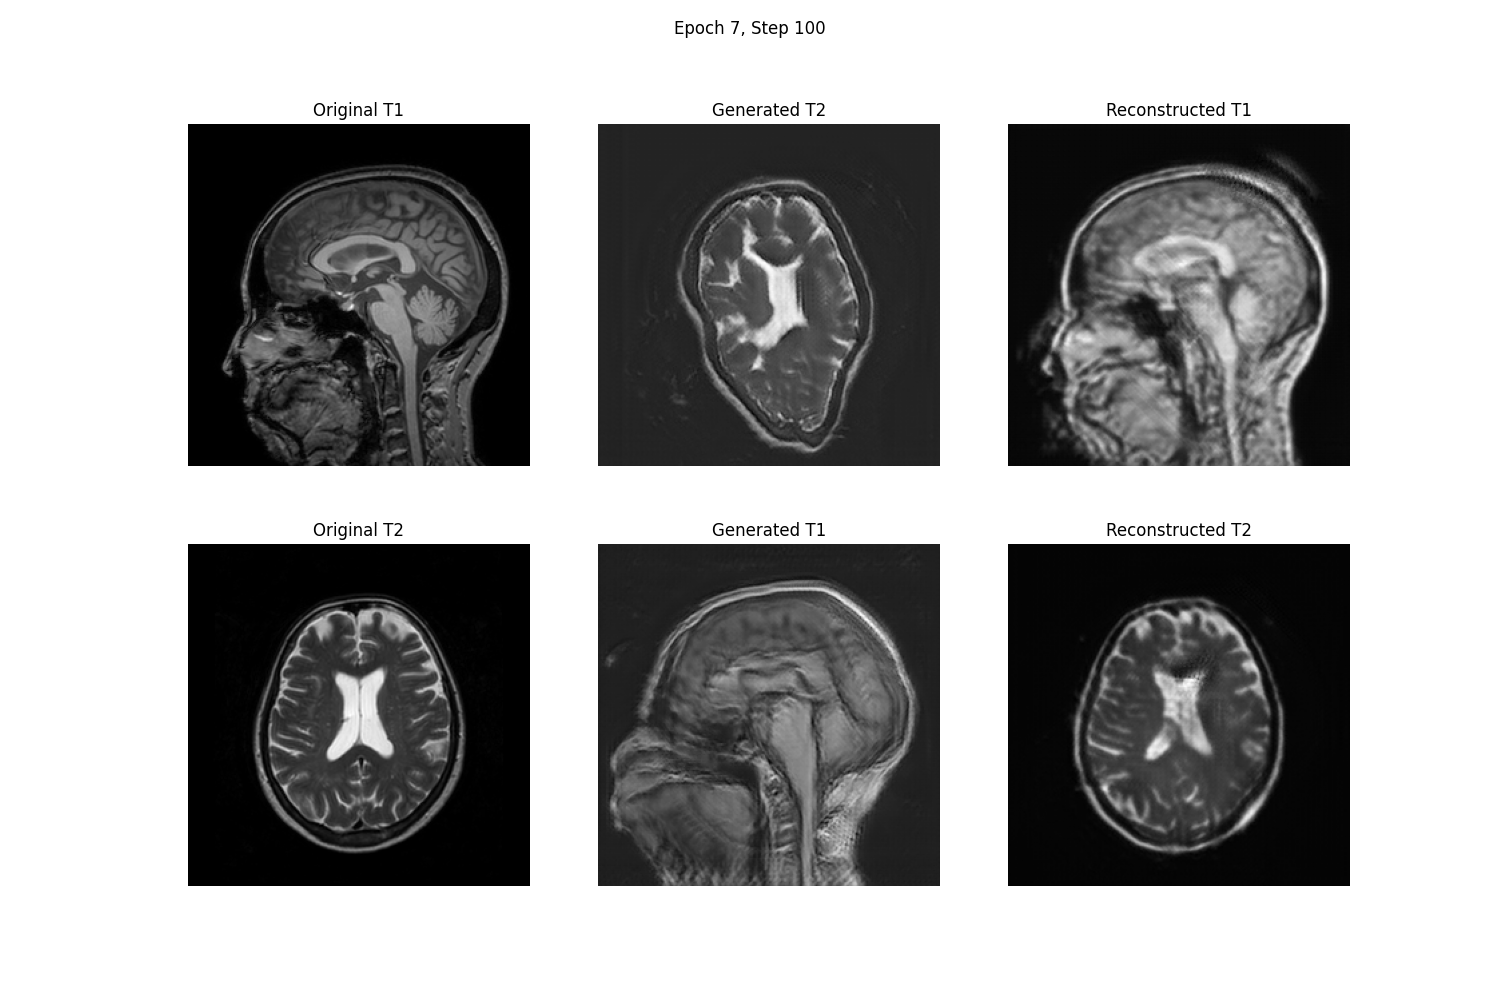 Epoch 7, Step 100
Original T1
Generated T2
Reconstructed T1
Original T2
Generated T1
Reconstructed T2